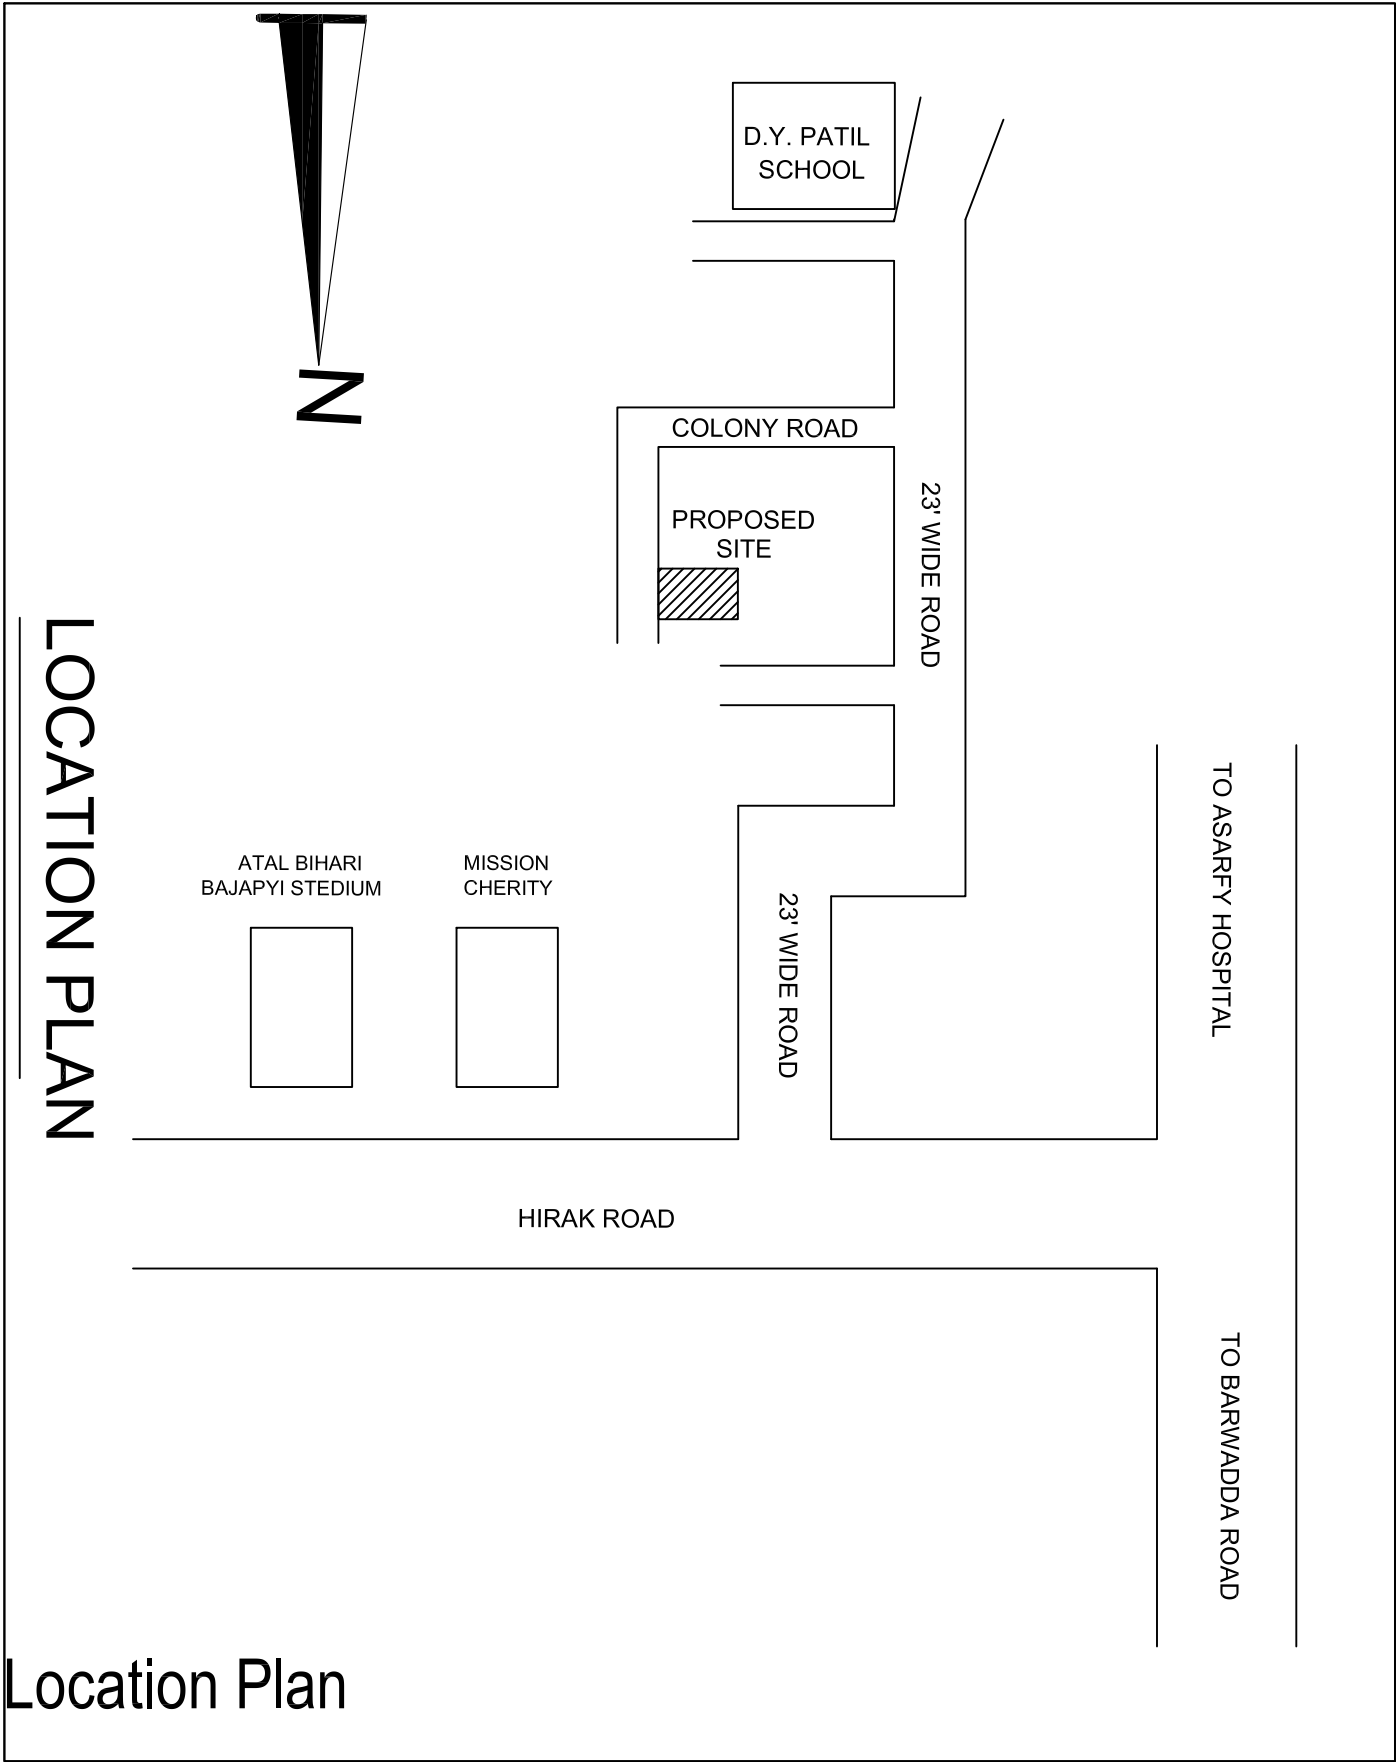 D.Y. PATIL
SCHOOL
N
COLONY ROAD
PROPOSED
SITE
23' WIDE ROAD
LOCATION PLAN
TO ASARFY HOSPITAL
ATAL BIHARI
BAJAPYI STEDIUM
MISSION
CHERITY
23' WIDE ROAD
HIRAK ROAD
TO BARWADDA ROAD
Location Plan